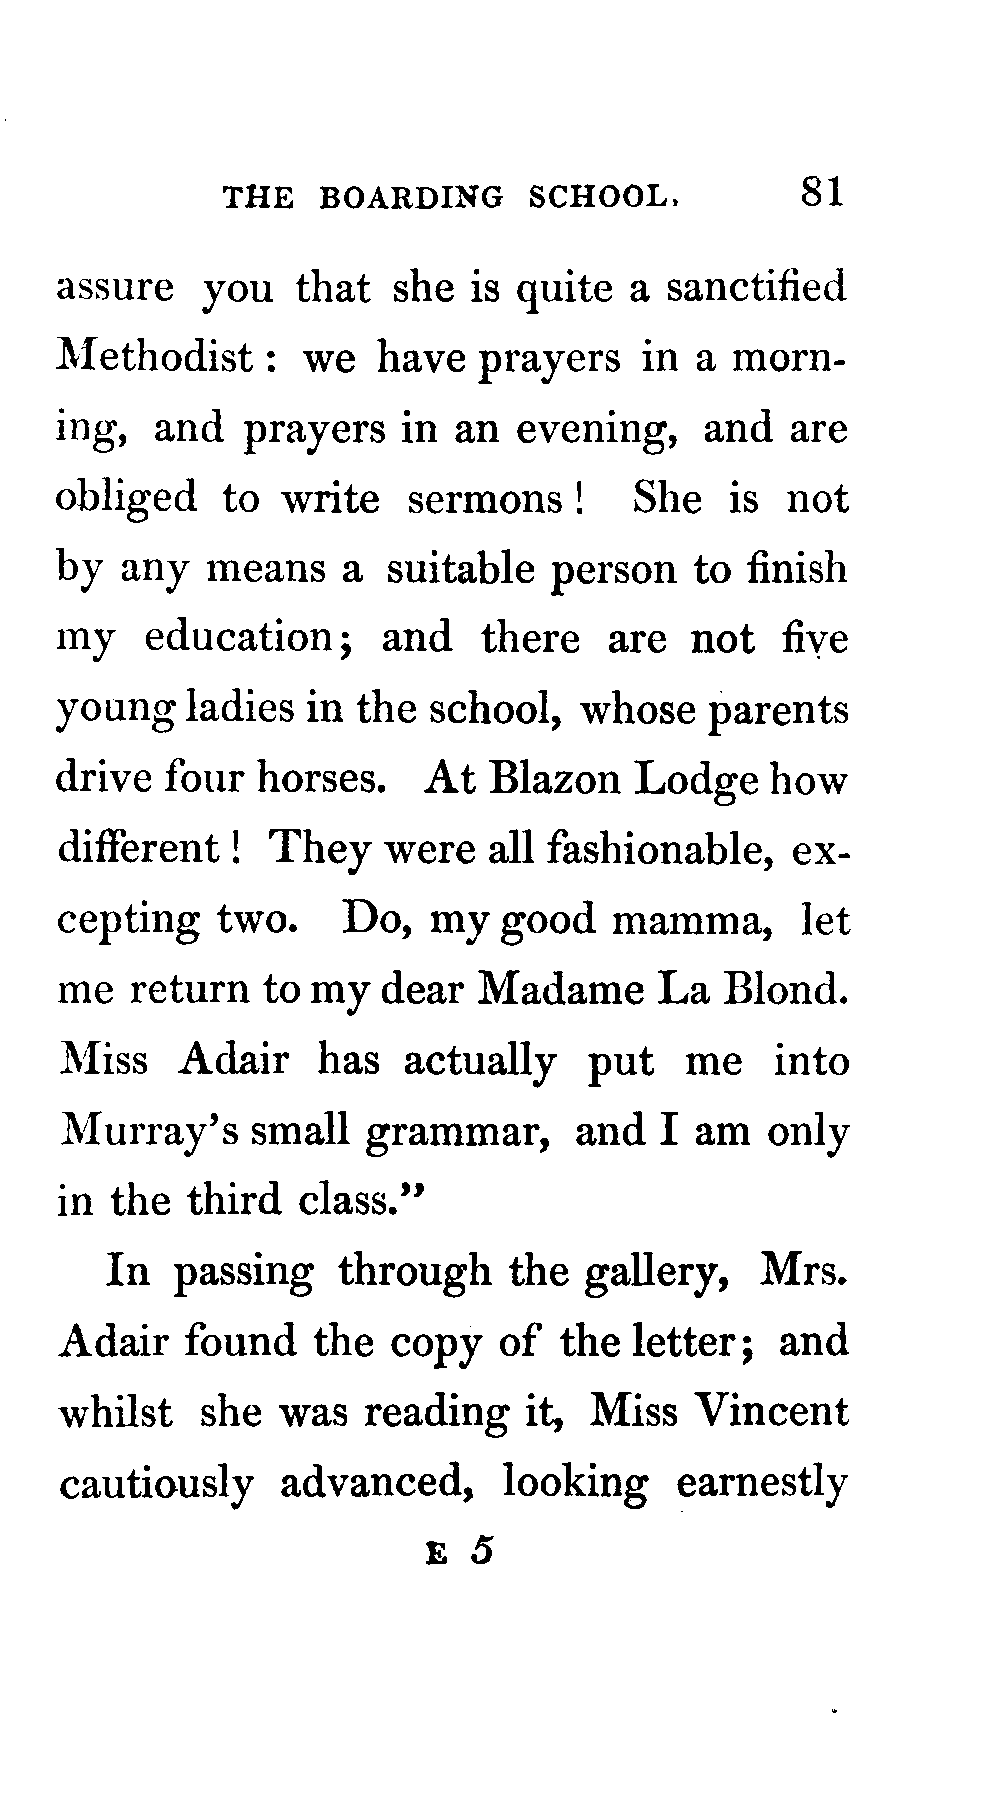 THE BOARDING SCHOOL. 81
assure you that she is quite a sanctified
Methodist : we have prayers in a morn-
ing, and prayers in an evening, and are
obliged to write sermons ! She is not
by any means a suitable person to finish
my education; and there are not five
young ladies in the school, whose parents
drive four horses. At Blazon Lodge how
different ! They were all fashionable, ex-
cepting two. Do, my good mamma, let
me return to my dear Madame La Blond.
Miss Adair has actually put me into
Murray's small grammar, and I am only
in the third class."
In passing through the gallery, Mrs.
Adair found the copy of the letter; and
whilst she was reading it, Miss Vincent
cautiously advanced, looking earnestly
E 5